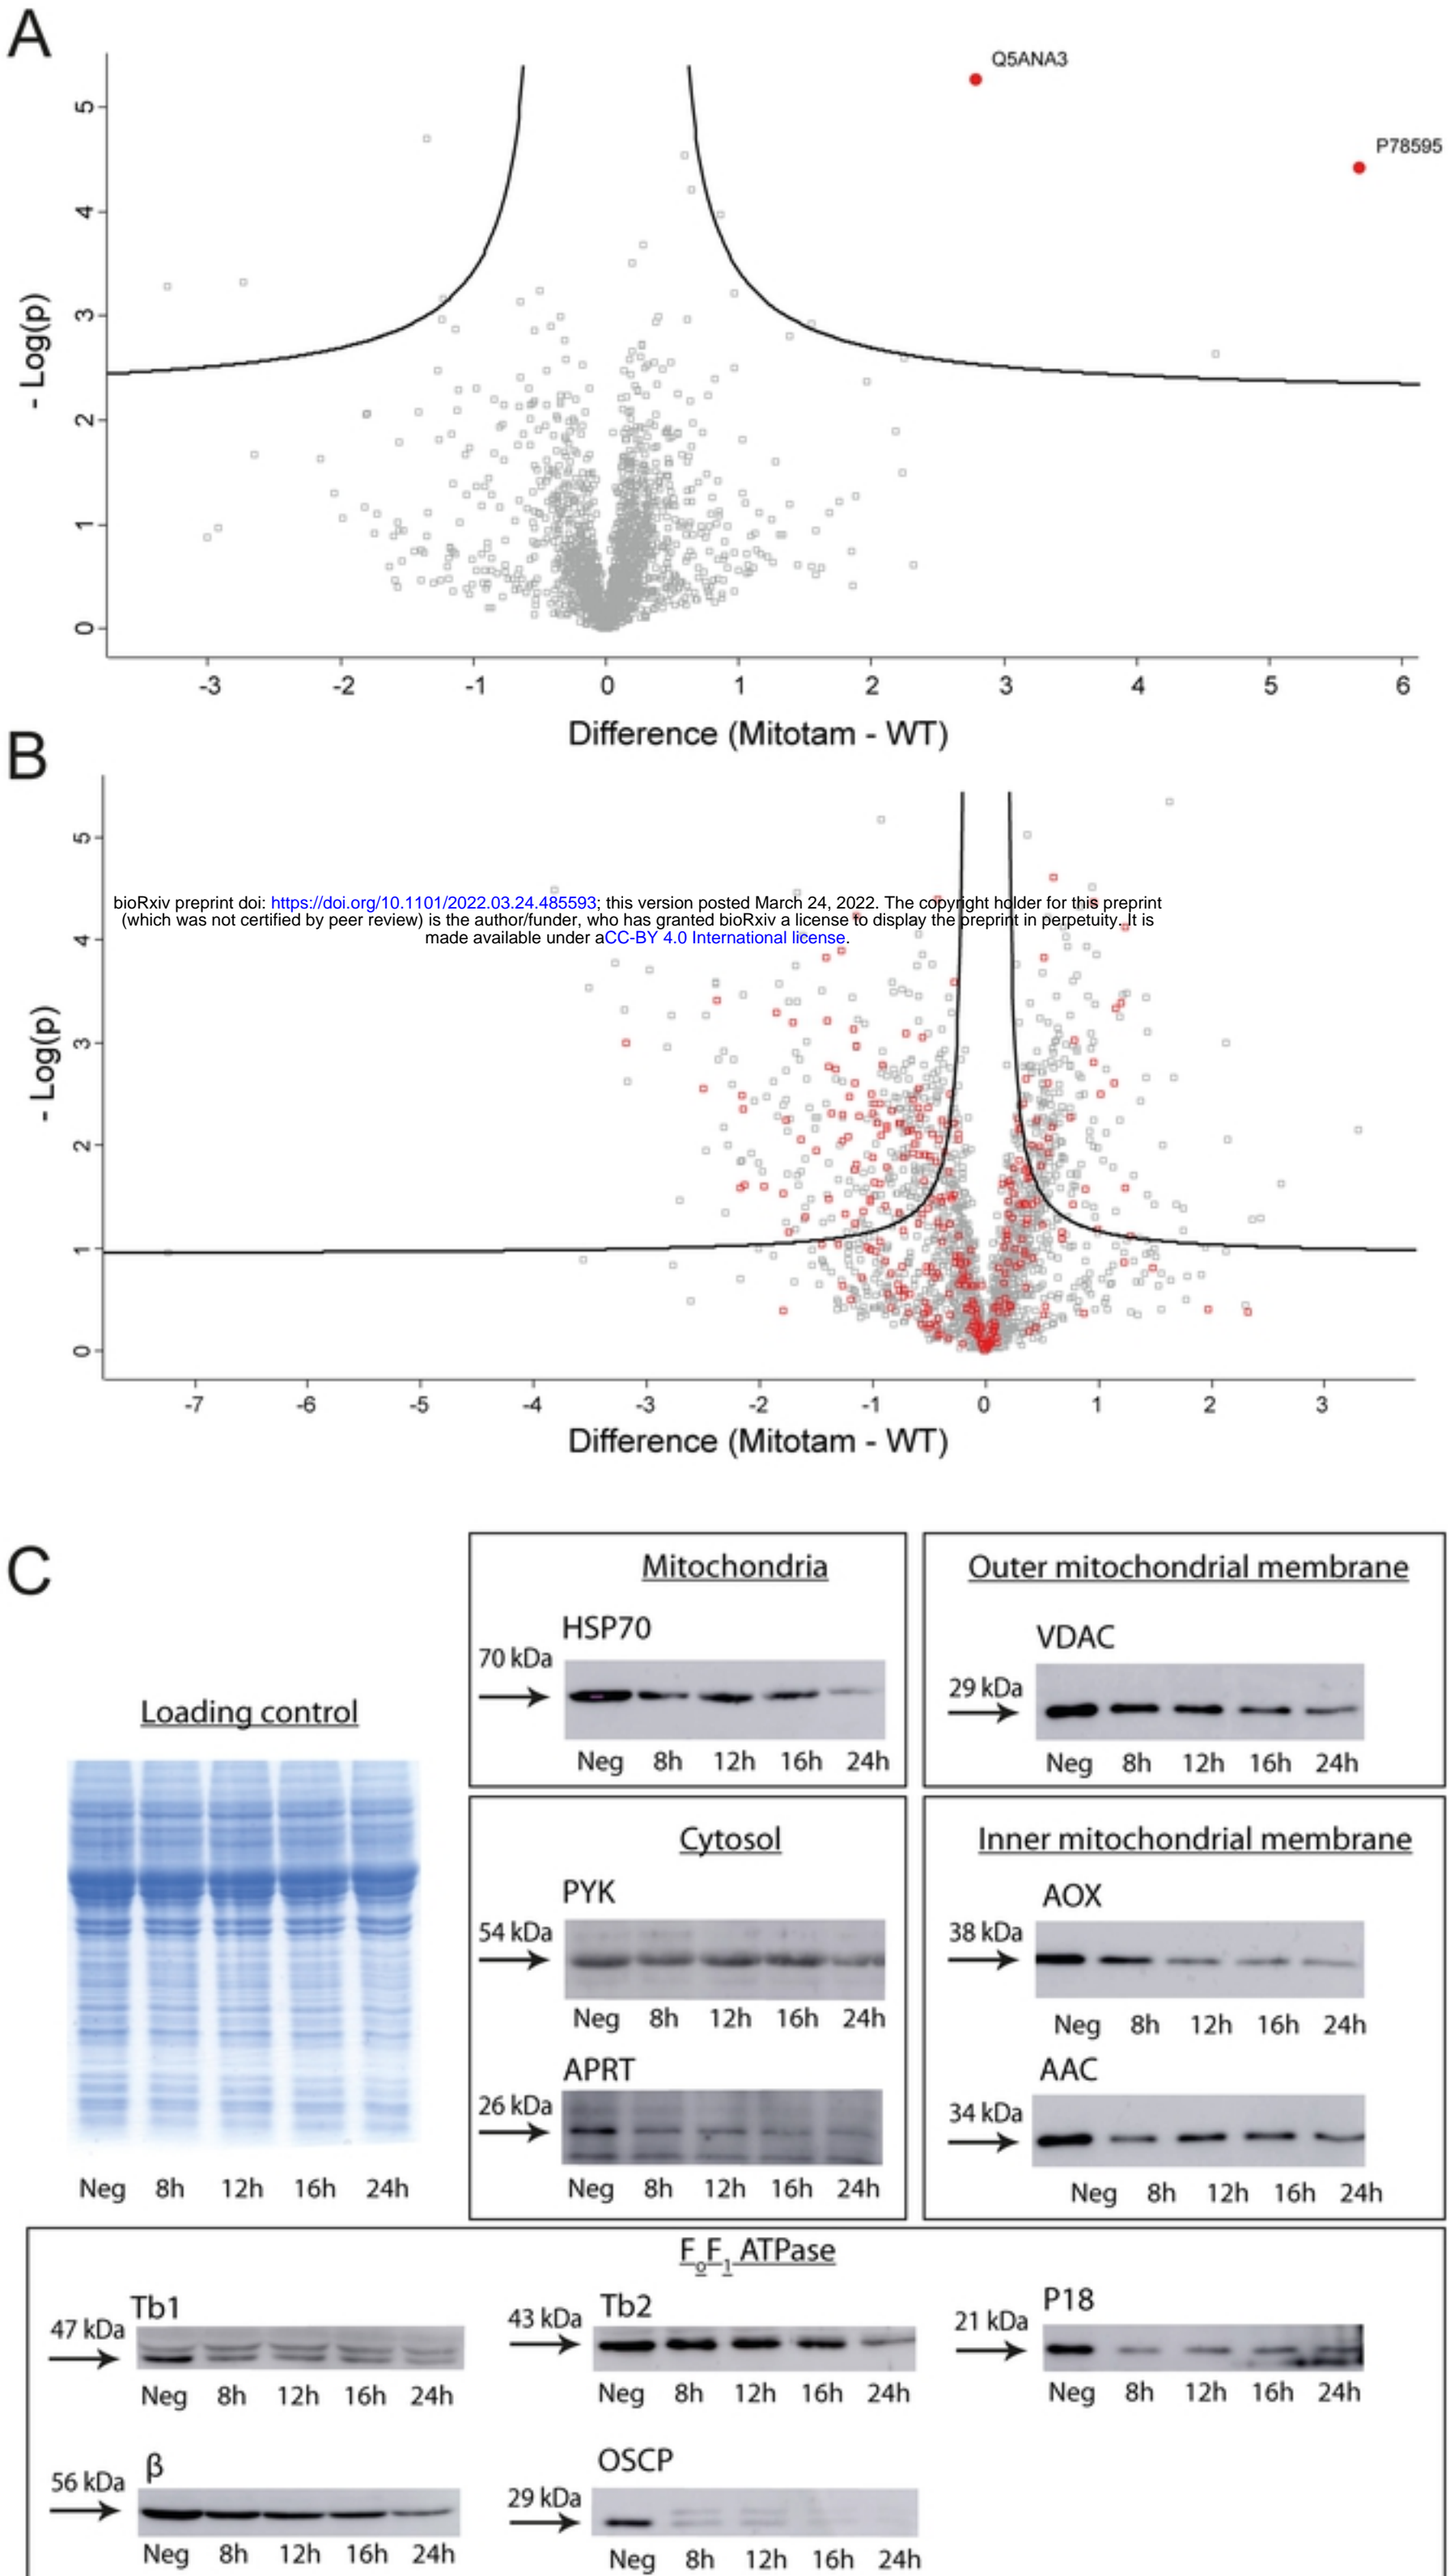 A
Q5ANA3
P78595
5
4
3
2
1
0
- Log(p)
-3 -2 -1 0 1 2 3 4 5 6
Difference (Mitotam - WT)
B
5
4
3
2
1
0
- Log(p)
bioRxiv preprint doi: https://doi.org/10.1101/2022.03.24.485593; this version posted March 24, 2022. The copyright holder for this preprint
(which was not certified by peer review) is the author/funder, who has granted bioRxiv a license to display the preprint in perpetuity. It is
made available under aCC-BY 4.0 International license.
-7 -6 -5 -4 -3 -2 -1 0 1 2 3
Difference (Mitotam - WT)
C
Loading control
Neg 8h 12h 16h 24h
Mitochondria
HSP70
70 kDa
Neg 8h 12h 16h 24h
Outer mitochondrial membrane
VDAC
29 kDa
Neg 8h 12h 16h 24h
Cytosol
PYK
54 kDa
Neg 8h 12h 16h 24h
APRT
26 kDa
Neg 8h 12h 16h 24h
Inner mitochondrial membrane
AOX
38 kDa
Neg 8h 12h 16h 24h
AAC
34 kDa
Neg 8h 12h 16h 24h
FoF1 ATPase
Tb1
47 kDa
Neg 8h 12h 16h 24h
Tb2
43 kDa
Neg 8h 12h 16h 24h
P18
21 kDa
Neg 8h 12h 16h 24h
β
56 kDa
Neg 8h 12h 16h 24h
OSCP
29 kDa
Neg 8h 12h 16h 24h